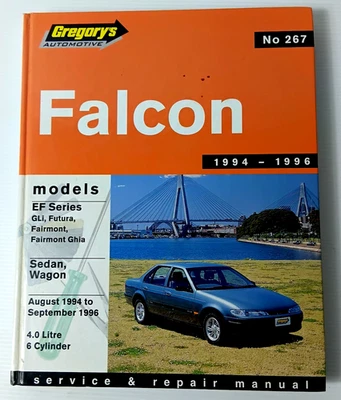 Gregory's
AUTOMOTIVE
No 267
Falcon
1994 – 1996
models
EF Series
GLi, Futura,
Fairmont,
Fairmont Ghia
Sedan,
Wagon
August 1994 to
September 1996
4.0 Litre
6 Cylinder
service & repair manual